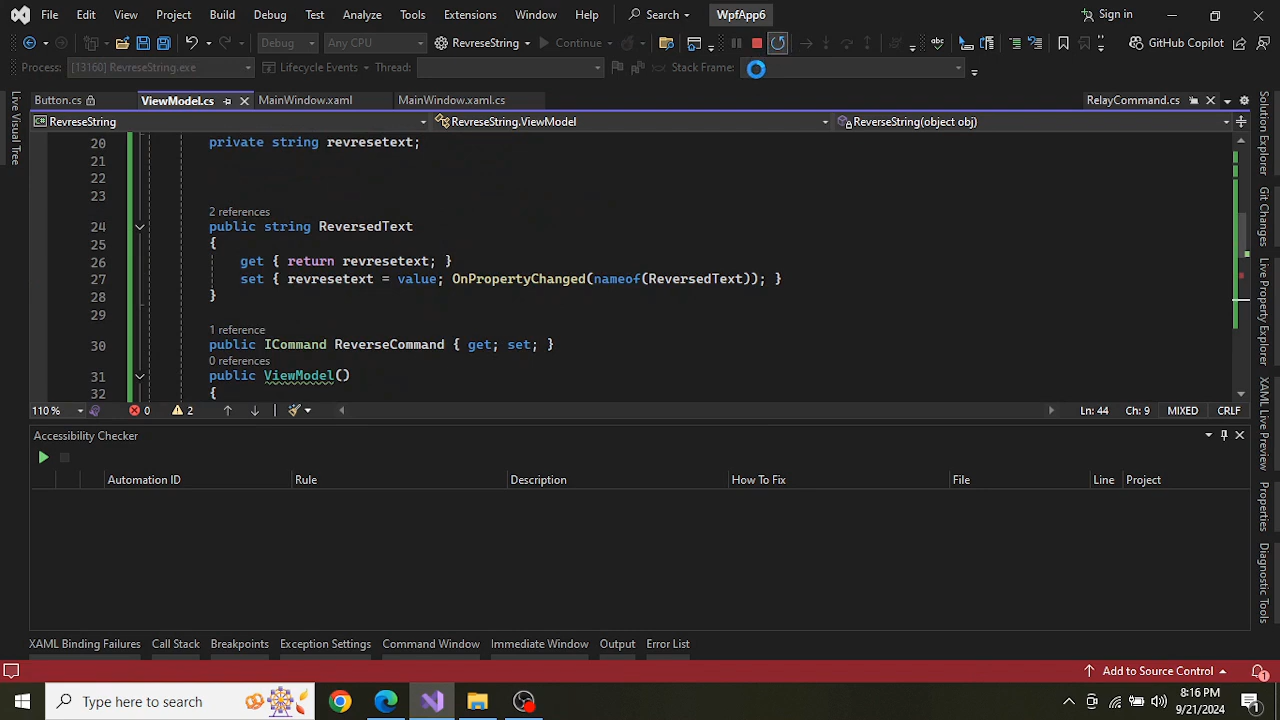 File Edit View Project Build Debug Test Analyze Tools Extensions Window Help Search WpfApp6 Sign in
Debug Any CPU RevreseString Continue GitHub Copilot
Process: [13160] RevreseString.exe Lifecycle Events Thread: Stack Frame:
Button.cs ViewModel.cs MainWindow.xaml MainWindow.xaml.cs RelayCommand.cs
RevreseString RevreseString.ViewModel ReverseString(object obj)
20 private string revresetext;
21
22
23
2 references
24 public string ReversedText
25 {
26 get { return revresetext; }
27 set { revresetext = value; OnPropertyChanged(nameof(ReversedText)); }
28 }
29
1 reference
30 public ICommand ReverseCommand { get; set; }
0 references
31 public ViewModel()
32 {
110% 0 2 Ln: 44 Ch: 9 MIXED CRLF
Accessibility Checker
Automation ID Rule Description How To Fix File Line Project
XAML Binding Failures Call Stack Breakpoints Exception Settings Command Window Immediate Window Output Error List
Add to Source Control 1
Type here to search
8:16 PM
9/21/2024
1
Live Visual Tree
Solution Explorer
Git Changes
Live Property Explorer
XAML Live Preview
Properties
Diagnostic Tools